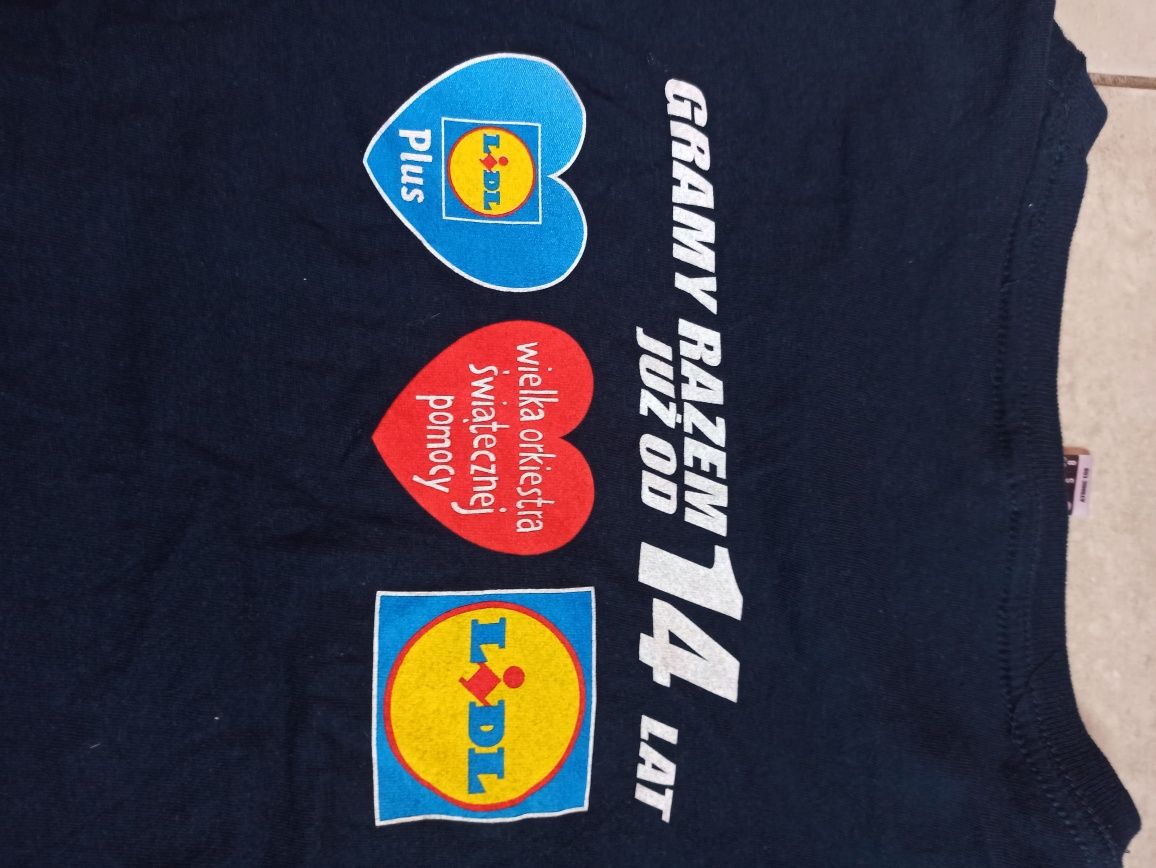 GRAMY RAZEM
JUŻ OD 14 LAT
LIDL
Plus
wielka orkiestra
świątecznej
pomocy
LIDL